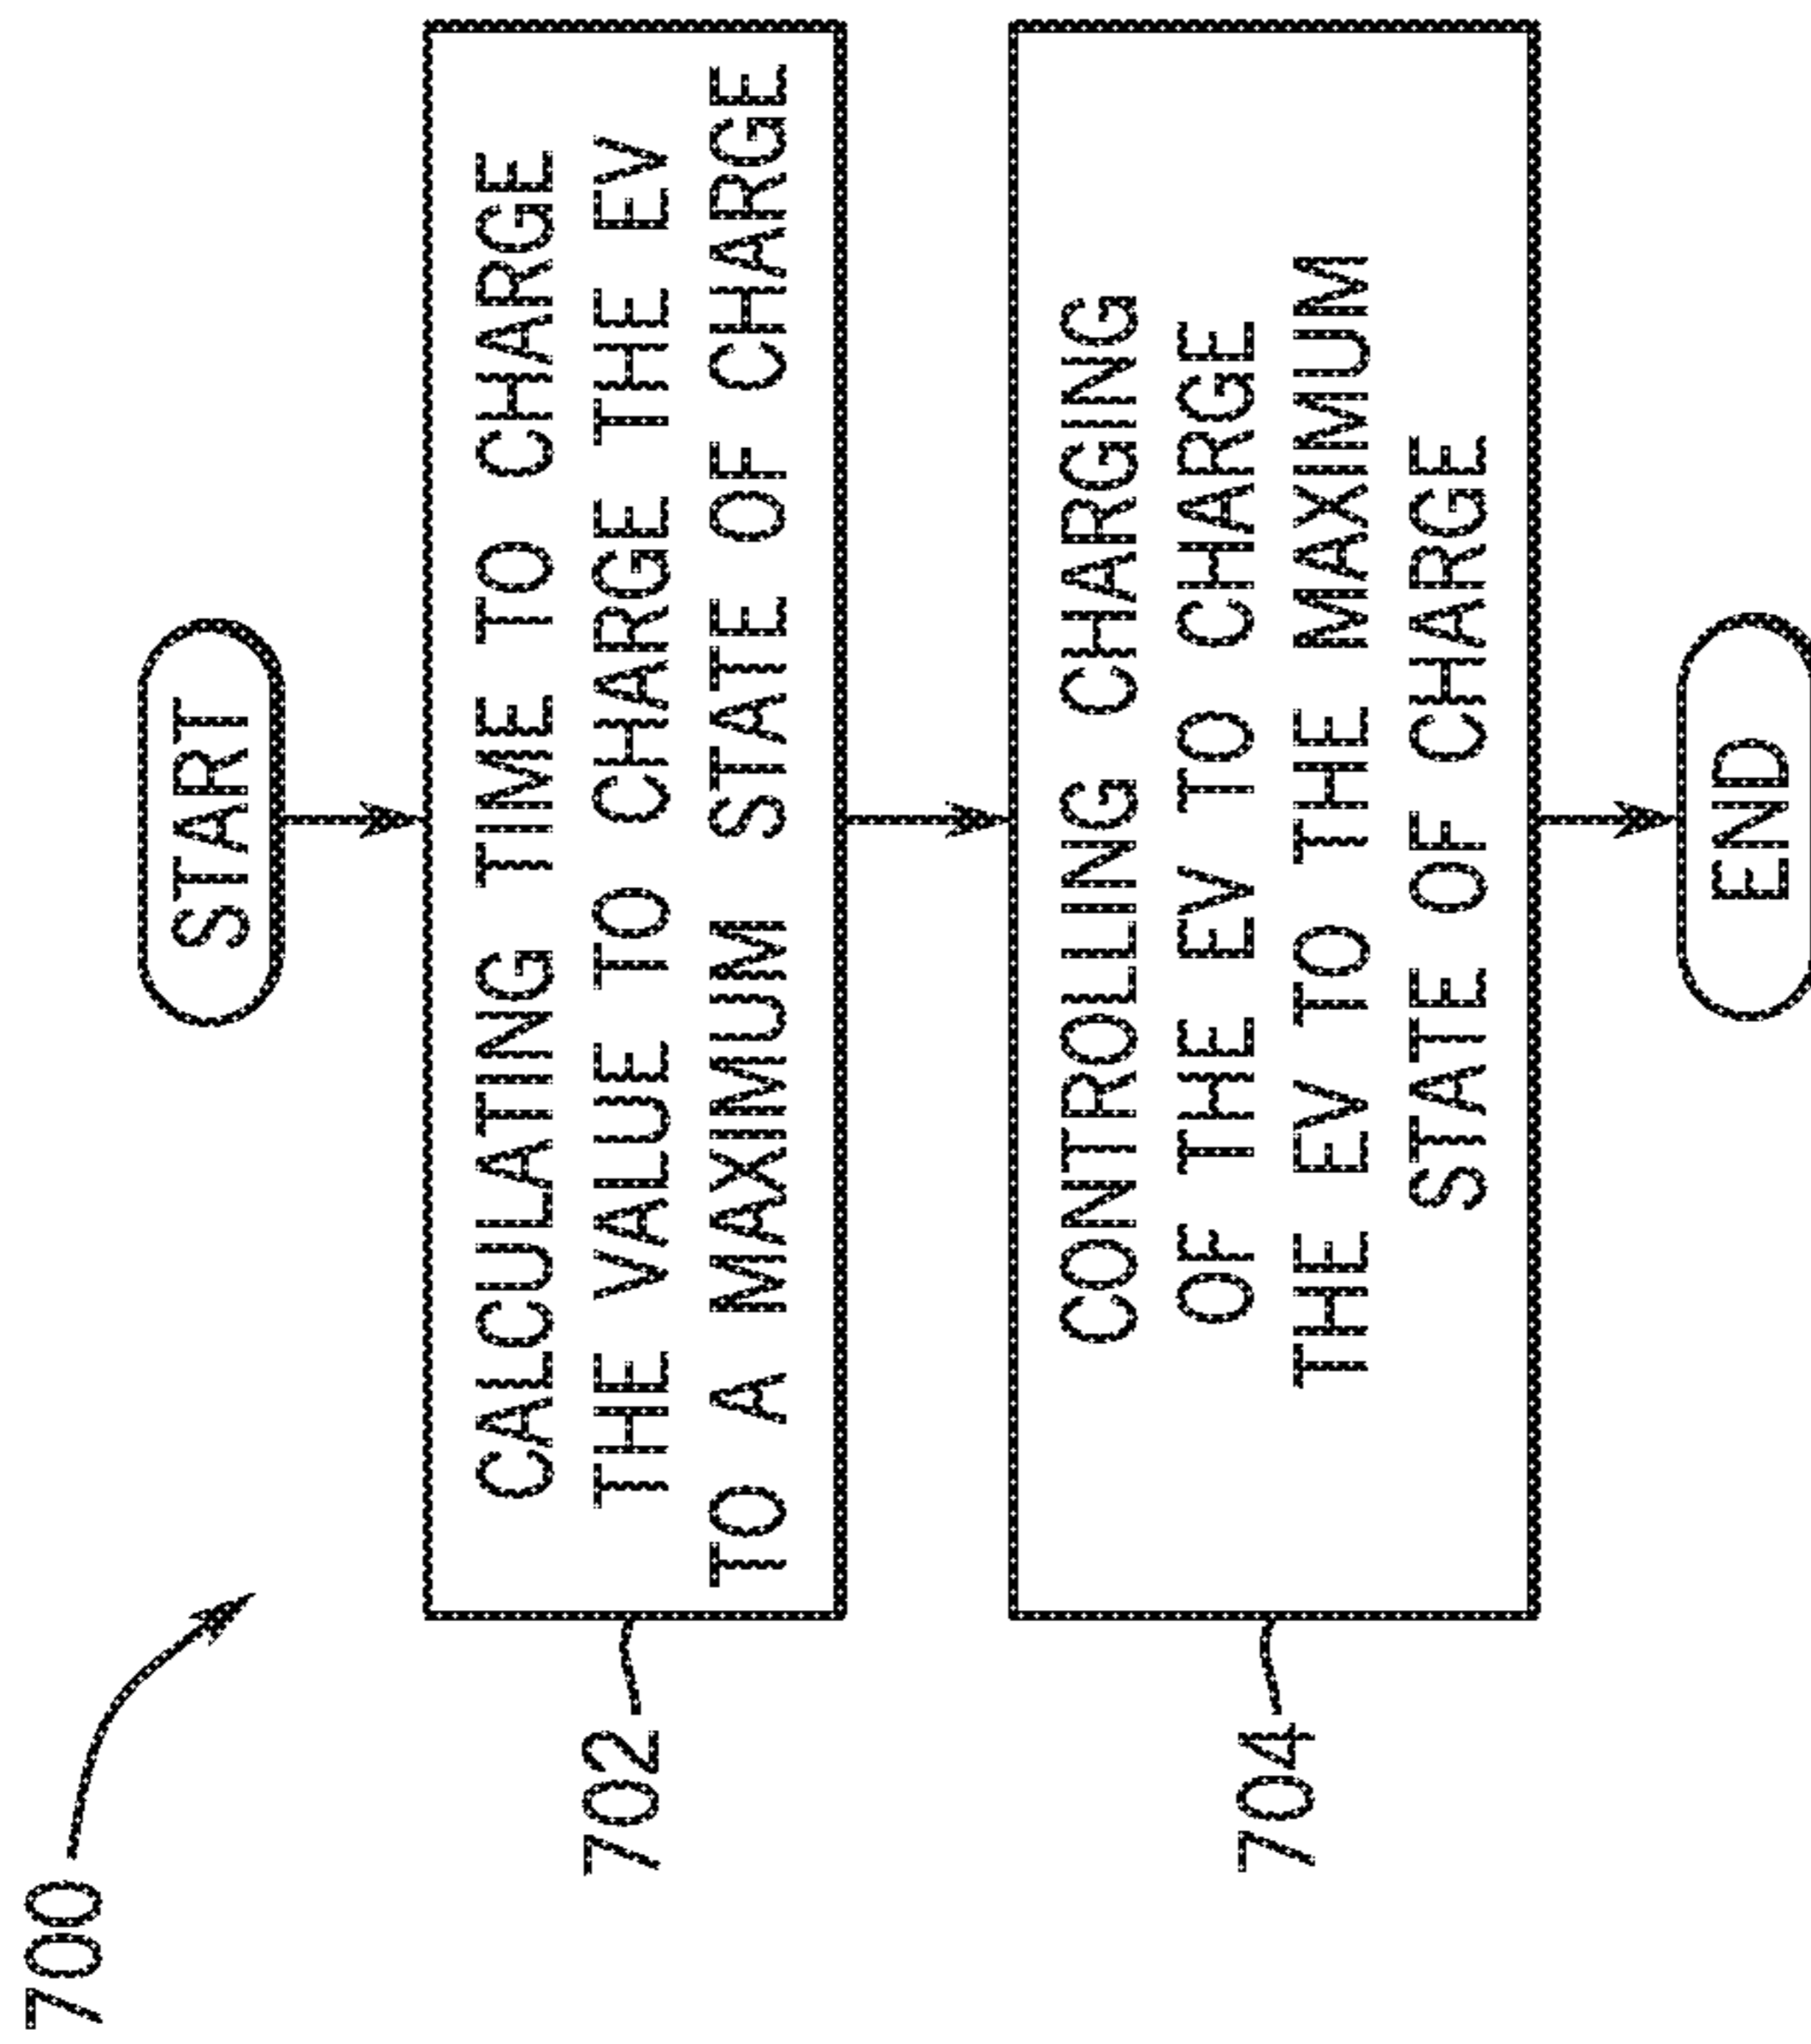 700
START
CALCULATING TIME TO CHARGE
THE VALUE TO CHARGE THE EV
TO A MAXIMUM STATE OF CHARGE
702
CONTROLLING CHARGING
OF THE EV TO CHARGE
THE EV TO THE MAXIMUM
STATE OF CHARGE
704
END